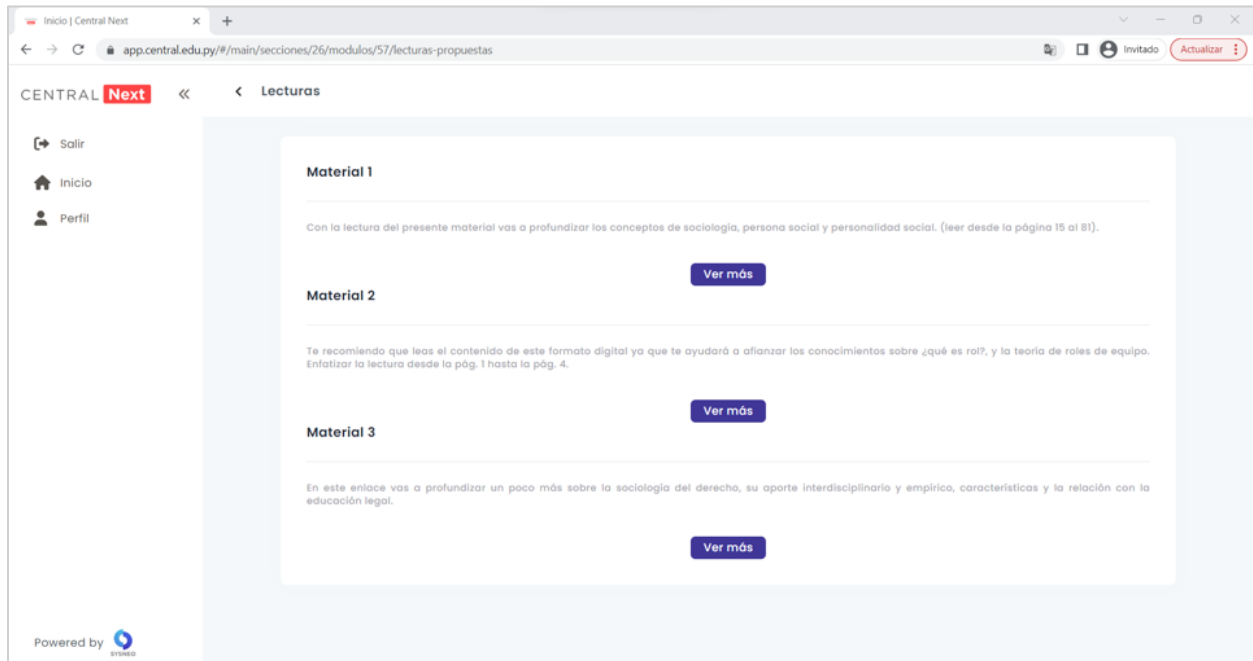 Inicio | Central Next
app.central.edu.py/#/main/secciones/26/modulos/57/lecturas-propuestas
Invitado
Actualizar
CENTRAL Next
Lecturas
Salir
Inicio
Perfil
Material 1
Con la lectura del presente material vas a profundizar los conceptos de sociología, persona social y personalidad social. (leer desde la página 15 al 81).
Ver más
Material 2
Te recomiendo que leas el contenido de este formato digital ya que te ayudará a afianzar los conocimientos sobre ¿qué es rol?, y la teoría de roles de equipo.
Enfatizar la lectura desde la pág. 1 hasta la pág. 4.
Ver más
Material 3
En este enlace vas a profundizar un poco más sobre la sociología del derecho, su aporte interdisciplinario y empírico, características y la relación con la
educación legal.
Ver más
Powered by
SYSNEO